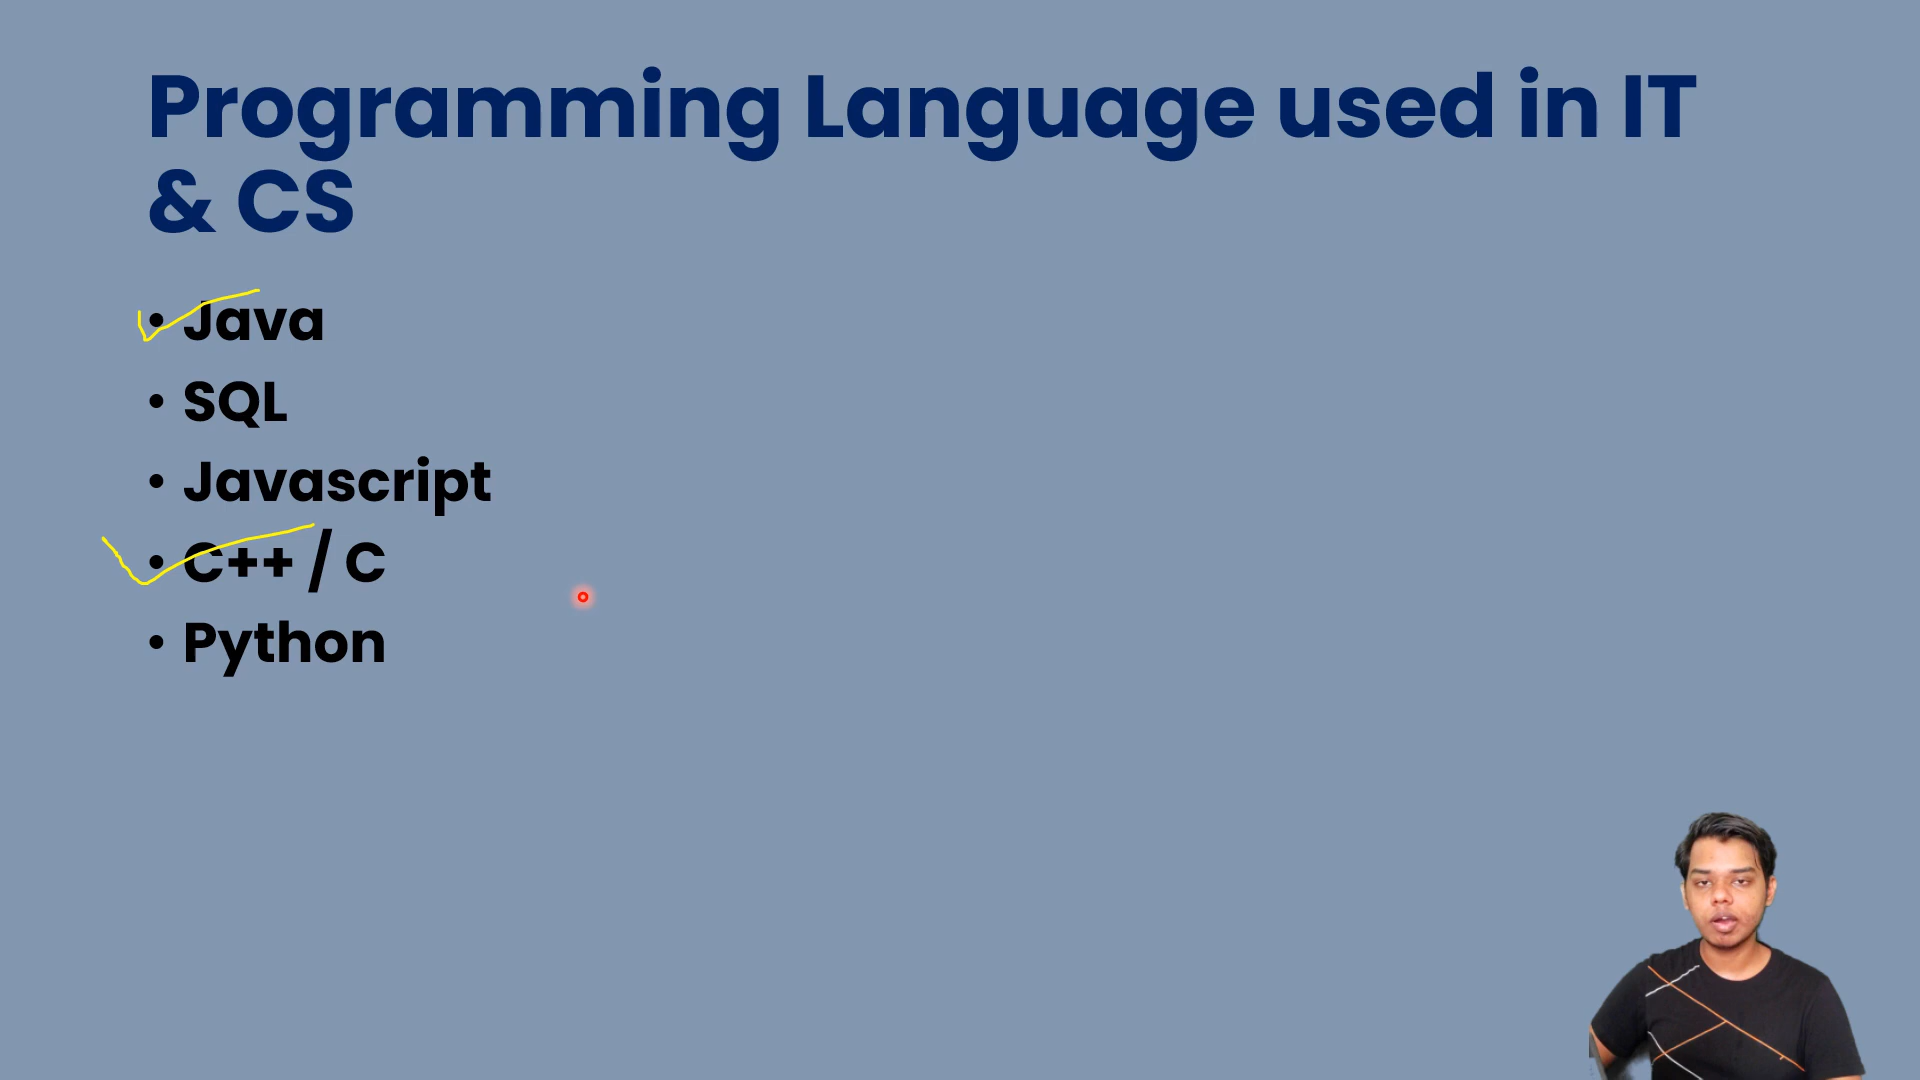 Programming Language used in IT
& CS
• Java
• SQL
• Javascript
• C++ / C
• Python